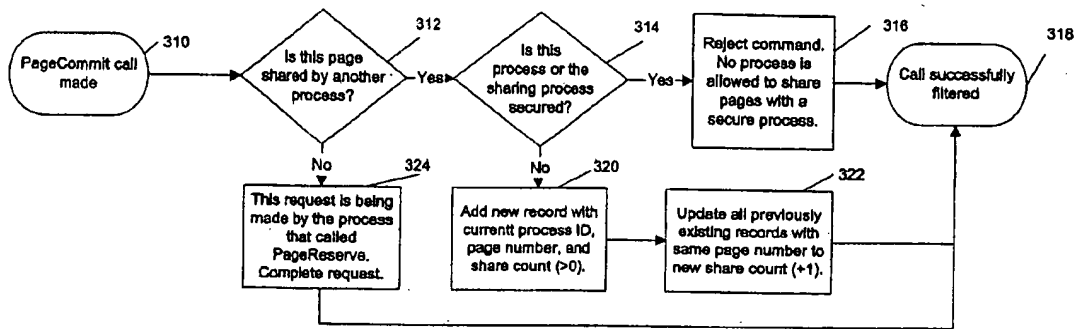 310
PageCommit call
made
312
Is this page
shared by another
process?
Yes
314
Is this
process or the
sharing process
secured?
Yes
316
Reject command.
No process is
allowed to share
pages with a
secure process.
318
Call successfully
filtered
No
324
This request is being
made by the process
that called
PageReserve.
Complete request.
No
320
Add new record with
currentt process ID,
page number, and
share count (>0).
322
Update all previously
existing records with
same page number to
new share count (+1).